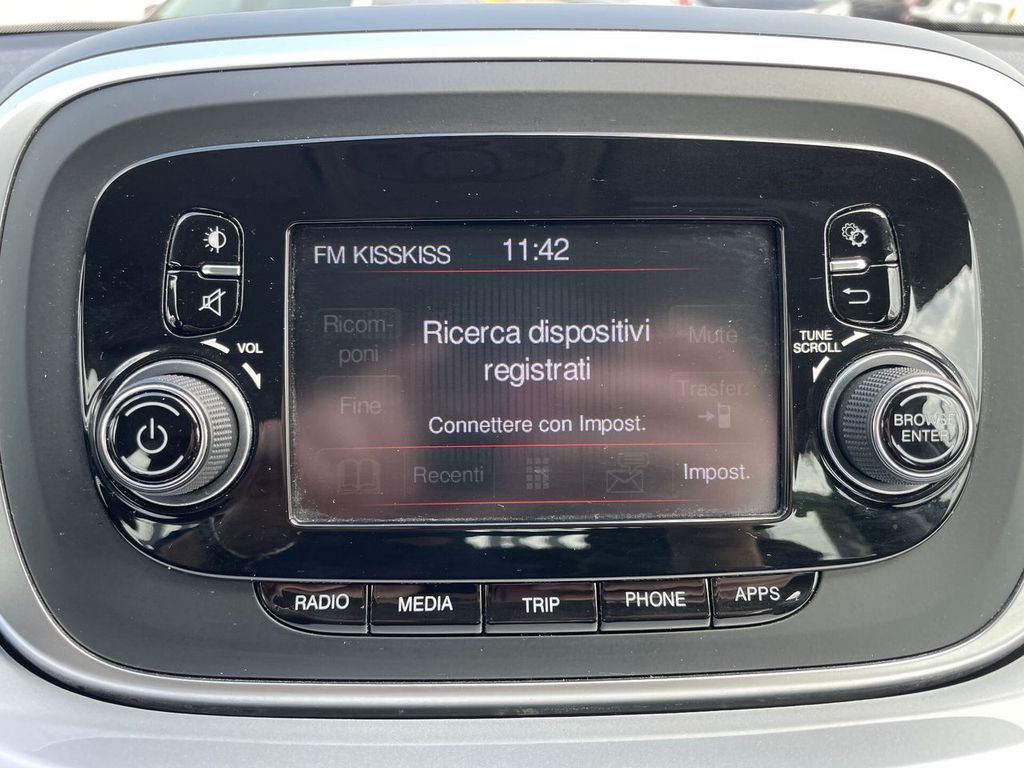 FM KISSKISS 11:42
Ricom-
poni
Ricerca dispositivi
registrati
Mute
Fine
Connettere con Impost.
Trasfer.
Recenti
Impost.
VOL
TUNE
SCROLL
BROWSE
ENTER
RADIO MEDIA TRIP PHONE APPS